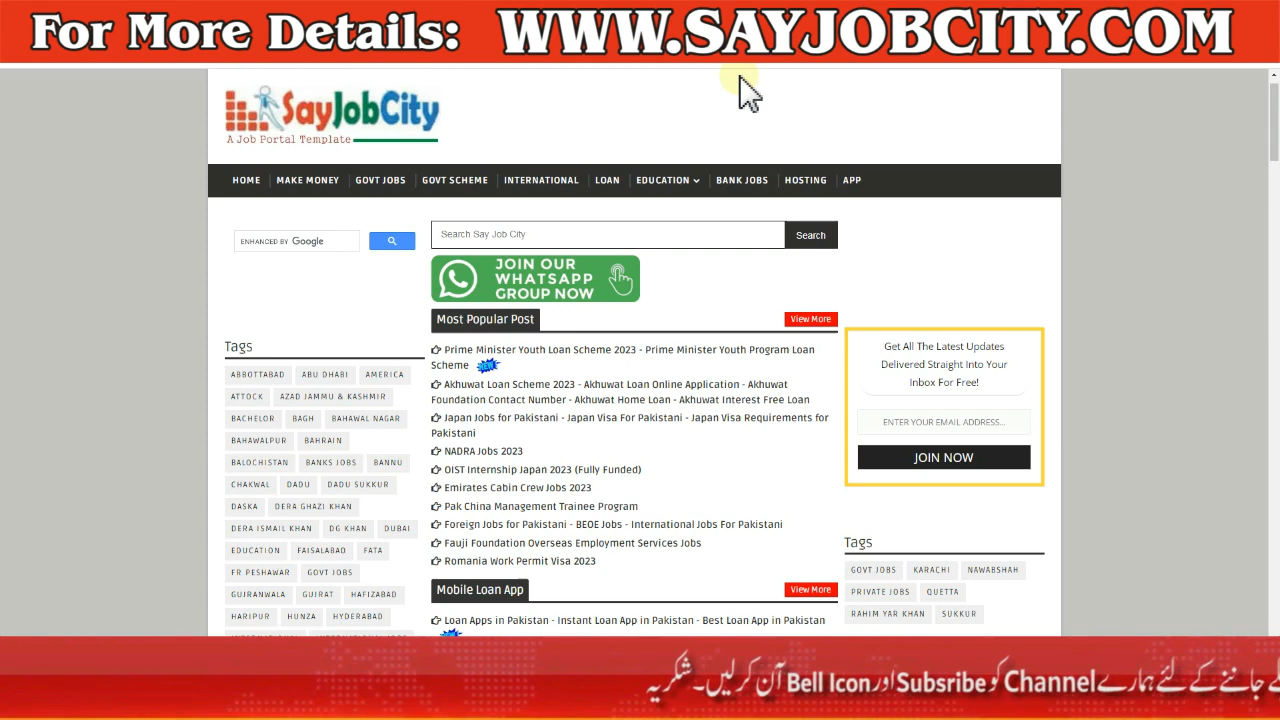 For More Details: WWW.SAYJOBCITY.COM
SayJobCity
A Job Portal Template
HOME MAKE MONEY GOVT JOBS GOVT SCHEME INTERNATIONAL LOAN EDUCATION BANK JOBS HOSTING APP
ENHANCED BY Google
Search Say Job City
Search
JOIN OUR
WHATSAPP
GROUP NOW
Tags
ABBOTTABAD ABU DHABI AMERICA
ATTOCK AZAD JAMMU & KASHMIR
BACHELOR BAGH BAHAWAL NAGAR
BAHAWALPUR BAHRAIN
BALOCHISTAN BANKS JOBS BANNU
CHAKWAL DADU DADU SUKKUR
DASKA DERA GHAZI KHAN
DERA ISMAIL KHAN DG KHAN DUBAI
EDUCATION FAISALABAD FATA
FR PESHAWAR GOVT JOBS
GUJRANWALA GUJRAT HAFIZABAD
HARIPUR HUNZA HYDERABAD
Most Popular Post
View More
Prime Minister Youth Loan Scheme 2023 - Prime Minister Youth Program Loan
Scheme NEW
Akhuwat Loan Scheme 2023 - Akhuwat Loan Online Application - Akhuwat
Foundation Contact Number - Akhuwat Home Loan - Akhuwat Interest Free Loan
Japan Jobs for Pakistani - Japan Visa For Pakistani - Japan Visa Requirements for
Pakistani
NADRA Jobs 2023
OIST Internship Japan 2023 (Fully Funded)
Emirates Cabin Crew Jobs 2023
Pak China Management Trainee Program
Foreign Jobs for Pakistani - BEOE Jobs - International Jobs For Pakistani
Fauji Foundation Overseas Employment Services Jobs
Romania Work Permit Visa 2023
Mobile Loan App
View More
Loan Apps in Pakistan - Instant Loan App in Pakistan - Best Loan App in Pakistan
Get All The Latest Updates
Delivered Straight Into Your
Inbox For Free!
ENTER YOUR EMAIL ADDRESS...
JOIN NOW
Tags
GOVT JOBS KARACHI NAWABSHAH
PRIVATE JOBS QUETTA
RAHIM YAR KHAN SUKKUR
جاننے کے لئے ہمارے Channel کو Subsribe اور Bell Icon آن کرلیں۔ شکریہ